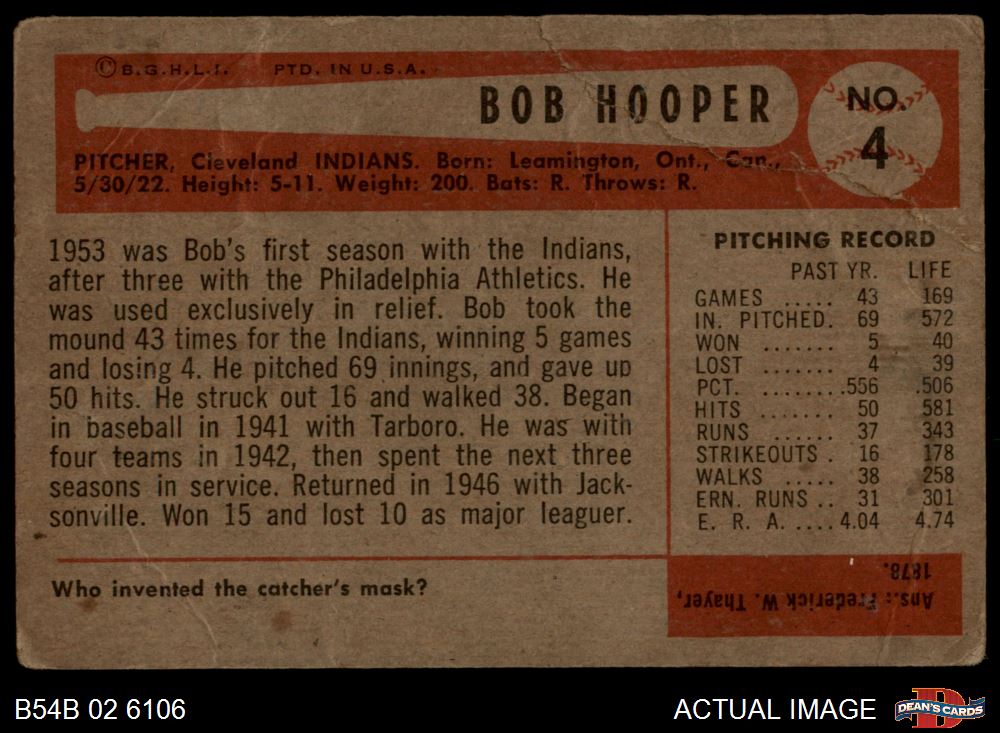 © B.G.H.L.I. PTD. IN U.S.A.
BOB HOOPER
NO.
4
PITCHER, Cleveland INDIANS. Born: Leamington, Ont., Can.,
5/30/22. Height: 5-11. Weight: 200. Bats: R. Throws: R.
1953 was Bob's first season with the Indians,
after three with the Philadelphia Athletics. He
was used exclusively in relief. Bob took the
mound 43 times for the Indians, winning 5 games
and losing 4. He pitched 69 innings, and gave up
50 hits. He struck out 16 and walked 38. Began
in baseball in 1941 with Tarboro. He was with
four teams in 1942, then spent the next three
seasons in service. Returned in 1946 with Jack-
sonville. Won 15 and lost 10 as major leaguer.
PITCHING RECORD
PAST YR. LIFE
GAMES ..... 43 169
IN. PITCHED. 69 572
WON ....... 5 40
LOST ....... 4 39
PCT. ........ .556 .506
HITS ....... 50 581
RUNS ...... 37 343
STRIKEOUTS . 16 178
WALKS ..... 38 258
ERN. RUNS .. 31 301
E. R. A. .... 4.04 4.74
Who invented the catcher's mask?
Ans.: Frederick W. Thayer,
1878.
B54B 02 6106
ACTUAL IMAGE
D
DEAN'S CARDS